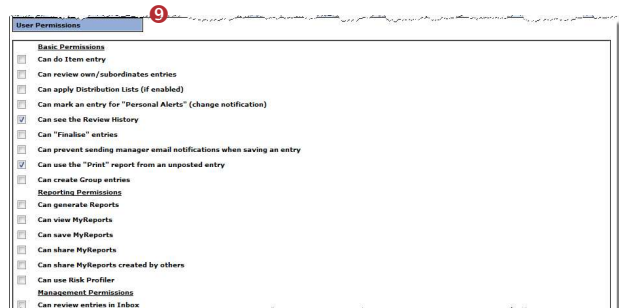 9
User Permissions
Basic Permissions
Can do Item entry
Can review own/subordinates entries
Can apply Distribution Lists (if enabled)
Can mark an entry for "Personal Alerts" (change notification)
Can see the Review History
Can "Finalise" entries
Can prevent sending manager email notifications when saving an entry
Can use the "Print" report from an unposted entry
Can create Group entries
Reporting Permissions
Can generate Reports
Can view MyReports
Can save MyReports
Can share MyReports
Can share MyReports created by others
Can use Risk Profiler
Management Permissions
Can review entries in Inbox